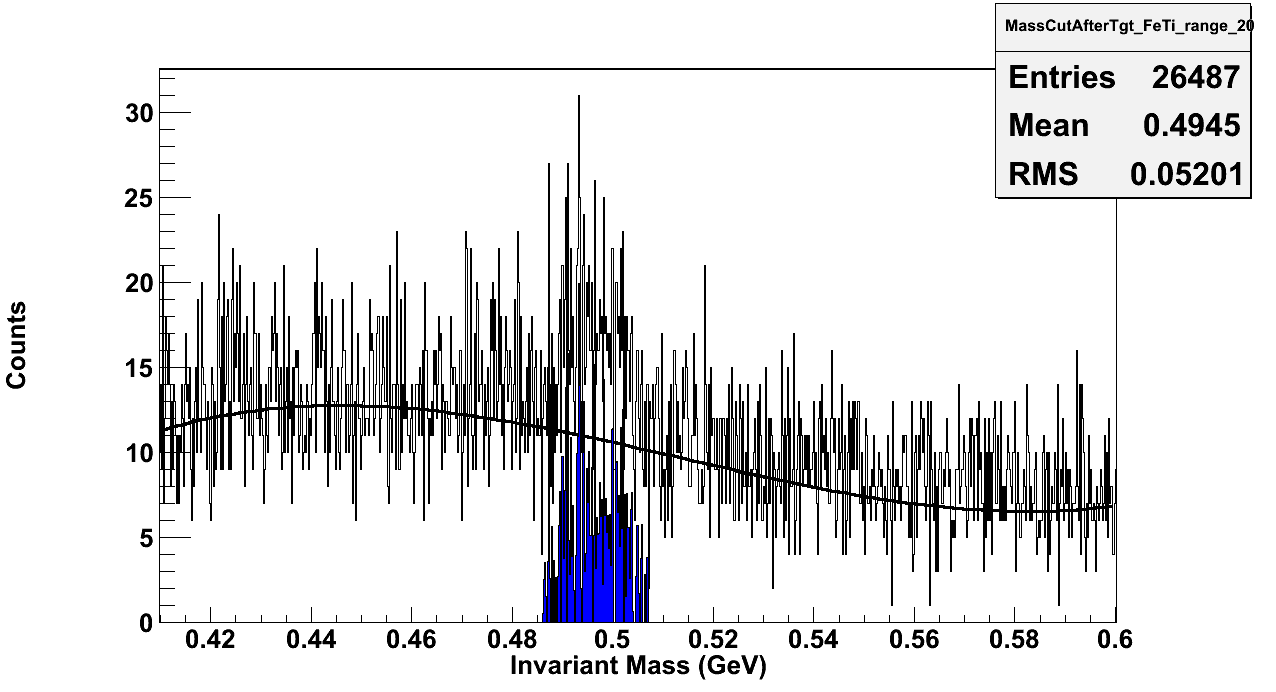 MassCutAfterTgt_FeTi_range_20
Entries 26487
Mean 0.4945
RMS 0.05201
30
25
20
15
10
5
0
Counts
0.42 0.44 0.46 0.48 0.5 0.52 0.54 0.56 0.58 0.6
Invariant Mass (GeV)